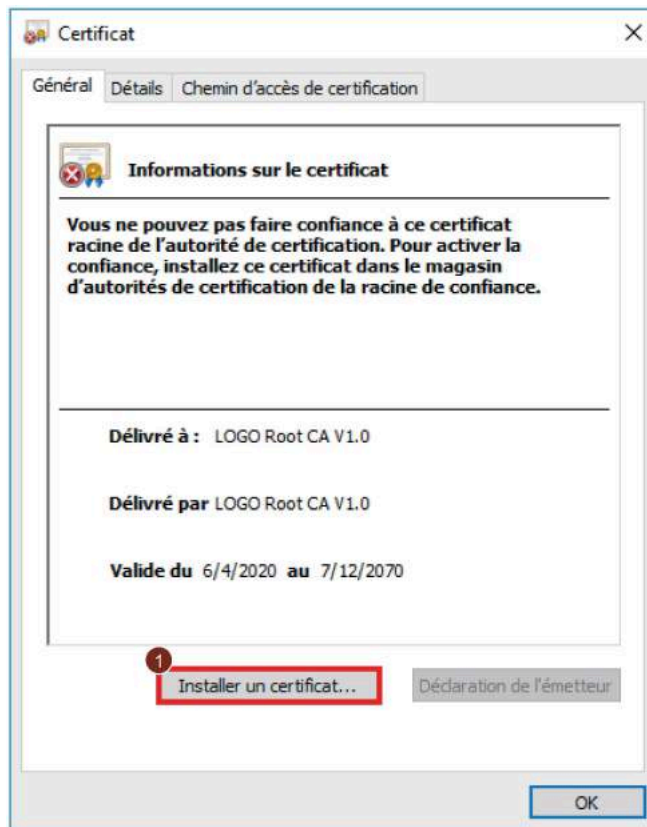 Certificat
Général Détails Chemin d'accès de certification
Informations sur le certificat
Vous ne pouvez pas faire confiance à ce certificat
racine de l'autorité de certification. Pour activer la
confiance, installez ce certificat dans le magasin
d'autorités de certification de la racine de confiance.
Délivré à : LOGO Root CA V1.0
Délivré par LOGO Root CA V1.0
Valide du 6/4/2020 au 7/12/2070
1
Installer un certificat... Déclaration de l'émetteur
OK